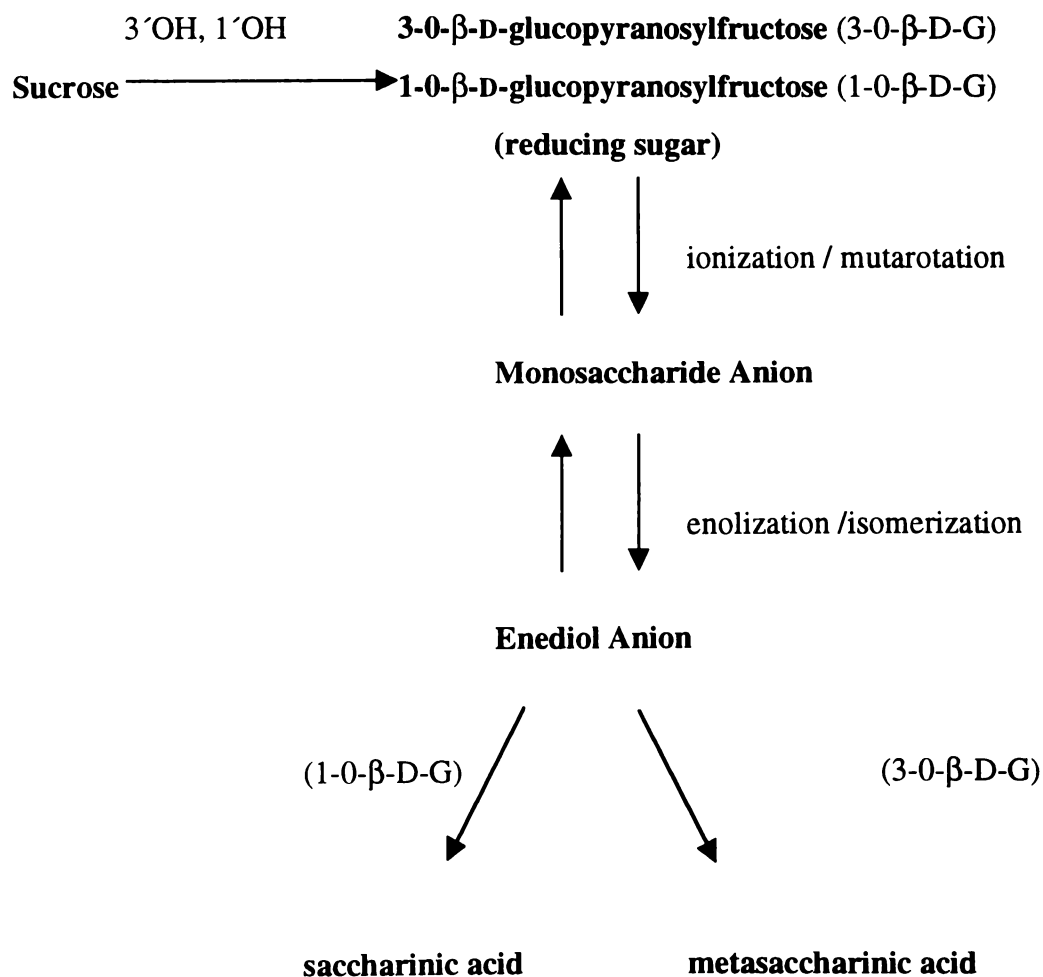 3´OH, 1´OH 3-0-β-D-glucopyranosylfructose (3-0-β-D-G)
Sucrose 1-0-β-D-glucopyranosylfructose (1-0-β-D-G)
(reducing sugar)
ionization / mutarotation
Monosaccharide Anion
enolization /isomerization
Enediol Anion
(1-0-β-D-G) (3-0-β-D-G)
saccharinic acid metasaccharinic acid